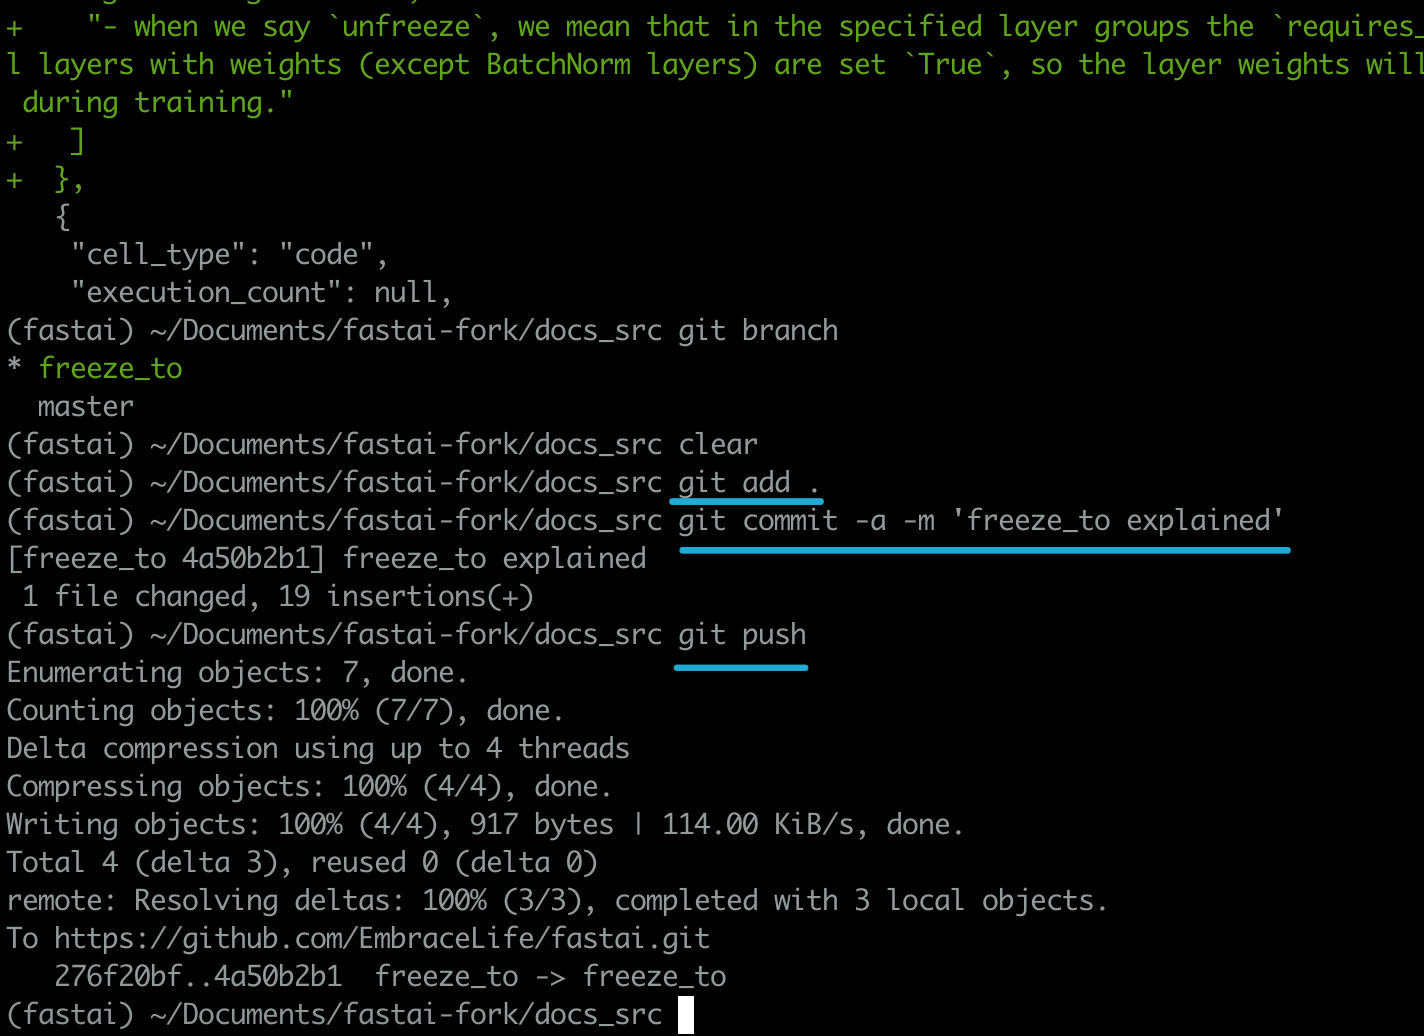 +    "- when we say `unfreeze`, we mean that in the specified layer groups the `requires_
l layers with weights (except BatchNorm layers) are set `True`, so the layer weights will
 during training."
+   ]
+  },
   {
    "cell_type": "code",
    "execution_count": null,
(fastai) ~/Documents/fastai-fork/docs_src git branch
* freeze_to
  master
(fastai) ~/Documents/fastai-fork/docs_src clear
(fastai) ~/Documents/fastai-fork/docs_src git add .
(fastai) ~/Documents/fastai-fork/docs_src git commit -a -m 'freeze_to explained'
[freeze_to 4a50b2b1] freeze_to explained
 1 file changed, 19 insertions(+)
(fastai) ~/Documents/fastai-fork/docs_src git push
Enumerating objects: 7, done.
Counting objects: 100% (7/7), done.
Delta compression using up to 4 threads
Compressing objects: 100% (4/4), done.
Writing objects: 100% (4/4), 917 bytes | 114.00 KiB/s, done.
Total 4 (delta 3), reused 0 (delta 0)
remote: Resolving deltas: 100% (3/3), completed with 3 local objects.
To https://github.com/EmbraceLife/fastai.git
   276f20bf..4a50b2b1  freeze_to -> freeze_to
(fastai) ~/Documents/fastai-fork/docs_src